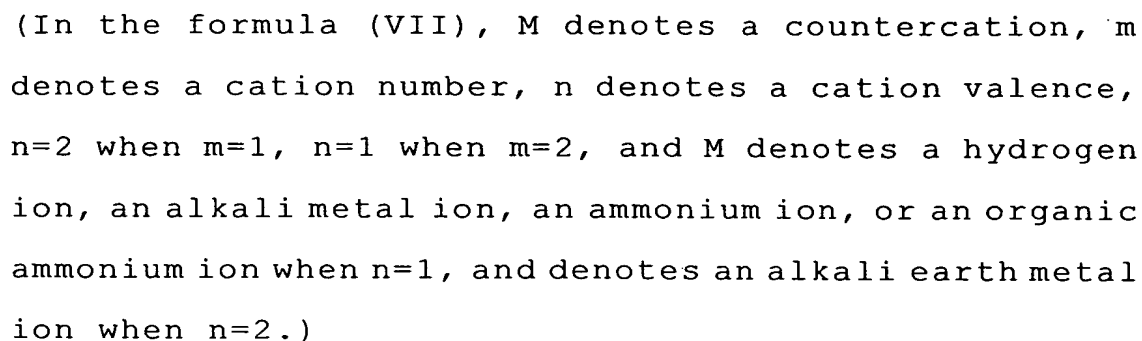 (In the formula (VII), M denotes a countercation, m
denotes a cation number, n denotes a cation valence,
n=2 when m=1, n=1 when m=2, and M denotes a hydrogen
ion, an alkali metal ion, an ammonium ion, or an organic
ammonium ion when n=1, and denotes an alkali earth metal
ion when n=2.)